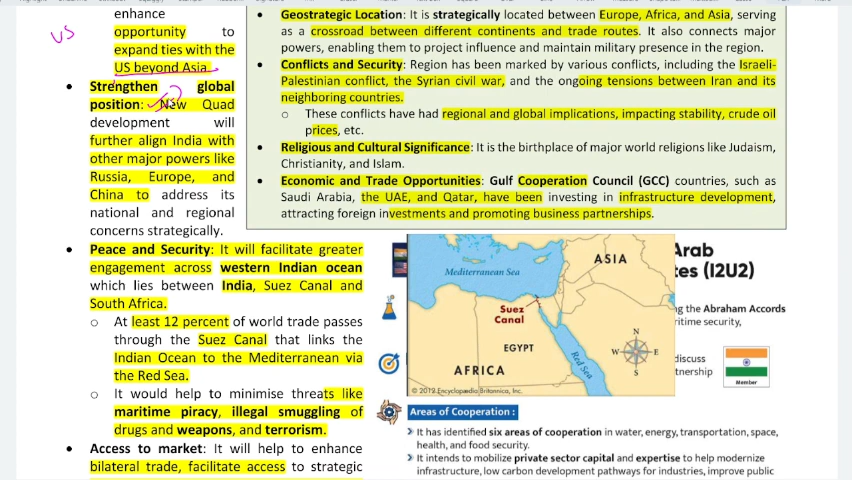 enhance
opportunity to
expand ties with the
US beyond Asia.
US
• Strengthen global
position: New Quad
development will
further align India with
other major powers like
Russia, Europe, and
China to address its
national and regional
concerns strategically.
• Peace and Security: It will facilitate greater
engagement across western Indian ocean
which lies between India, Suez Canal and
South Africa.
o At least 12 percent of world trade passes
through the Suez Canal that links the
Indian Ocean to the Mediterranean via
the Red Sea.
o It would help to minimise threats like
maritime piracy, illegal smuggling of
drugs and weapons, and terrorism.
• Access to market: It will help to enhance
bilateral trade, facilitate access to strategic
Geostrategic Location: It is strategically located between Europe, Africa, and Asia, serving
as a crossroad between different continents and trade routes. It also connects major
powers, enabling them to project influence and maintain military presence in the region.
• Conflicts and Security: Region has been marked by various conflicts, including the Israeli-
Palestinian conflict, the Syrian civil war, and the ongoing tensions between Iran and its
neighboring countries.
o These conflicts have had regional and global implications, impacting stability, crude oil
prices, etc.
• Religious and Cultural Significance: It is the birthplace of major world religions like Judaism,
Christianity, and Islam.
• Economic and Trade Opportunities: Gulf Cooperation Council (GCC) countries, such as
Saudi Arabia, the UAE, and Qatar, have been investing in infrastructure development,
attracting foreign investments and promoting business partnerships.
Mediterranean Sea
ASIA
Suez
Canal
EGYPT
Red Sea
AFRICA
N
W E
S
© 2012 Encyclopædia Britannica, Inc.
Arab
tes (I2U2)
ng the Abraham Accords
ritime security,
discuss
tnership
Member
Areas of Cooperation :
It has identified six areas of cooperation in water, energy, transportation, space,
health, and food security.
It intends to mobilize private sector capital and expertise to help modernize
infrastructure, low carbon development pathways for industries, improve public